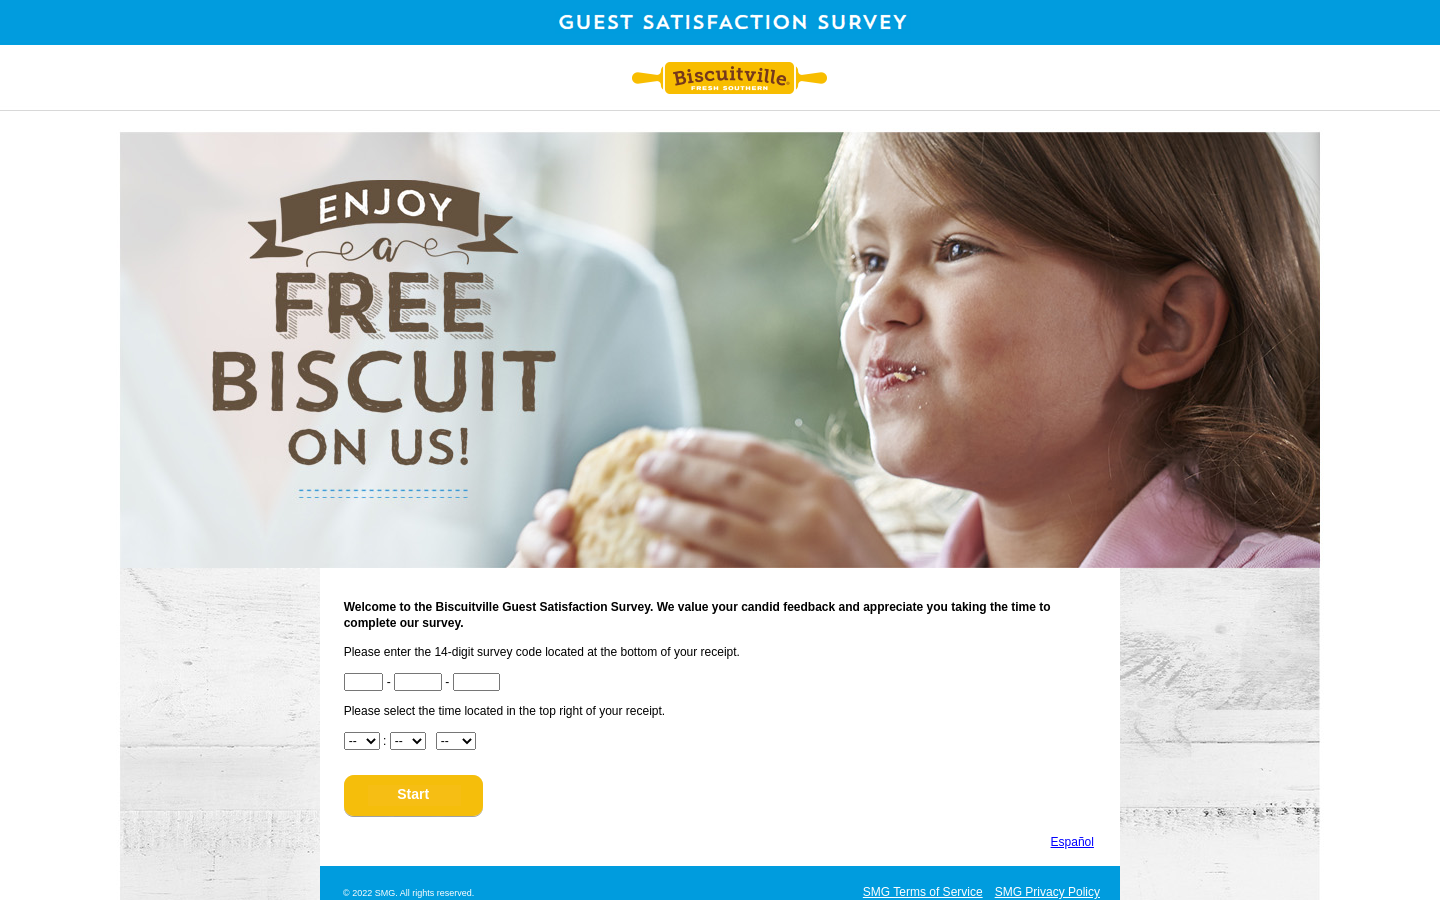 GUEST SATISFACTION SURVEY
Biscuitville
FRESH SOUTHERN
ENJOY
a
FREE
BISCUIT
ON US!
Welcome to the Biscuitville Guest Satisfaction Survey. We value your candid feedback and appreciate you taking the time to
complete our survey.
Please enter the 14-digit survey code located at the bottom of your receipt.
- -
Please select the time located in the top right of your receipt.
-- : -- --
Start
Español
© 2022 SMG. All rights reserved. SMG Terms of Service SMG Privacy Policy